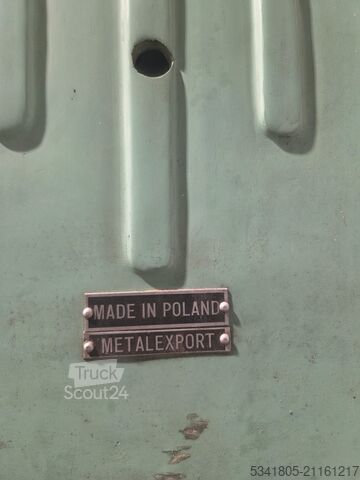 MADE IN POLAND
METALEXPORT
Truck
Scout24
5341805-21161217